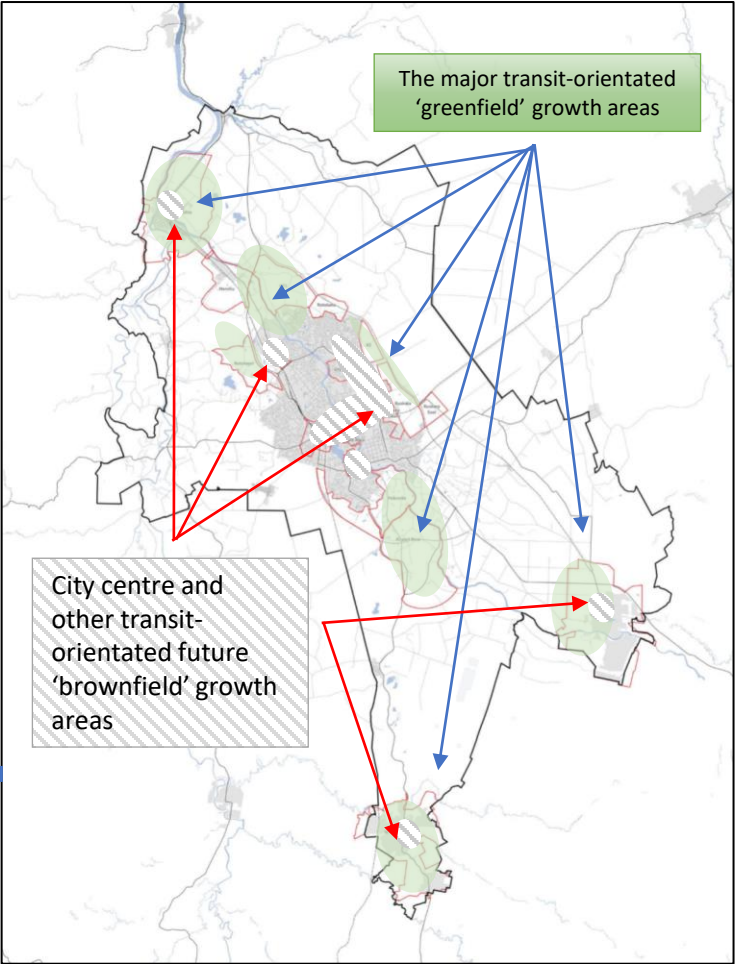 The major transit-orientated
‘greenfield’ growth areas
City centre and
other transit-
orientated future
‘brownfield’ growth
areas